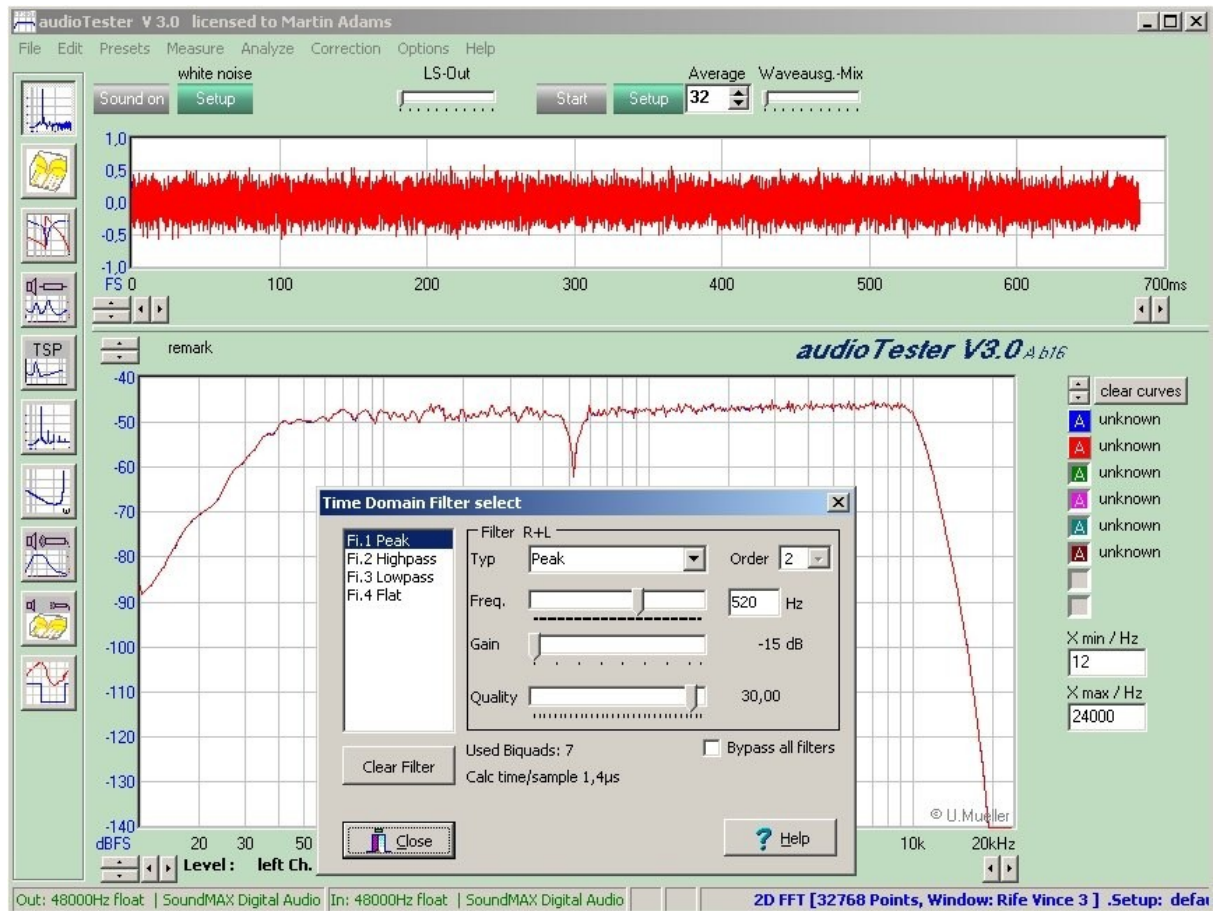 audioTester V 3.0 licensed to Martin Adams
File Edit Presets Measure Analyze Correction Options Help
white noise LS-Out Average Waveausg.-Mix
Sound on Setup Start Setup 32
1,0
0,5
0,0
-0,5
-1,0
FS 0 100 200 300 400 500 600 700ms
TSP
remark audioTester V3.0 A b16
-40
-50
-60
-70
-80
-90
-100
-110
-120
-130
-140
clear curves
A unknown
A unknown
A unknown
A unknown
A unknown
A unknown
X min / Hz
12
X max / Hz
24000
Time Domain Filter select
Fi.1 Peak
Fi.2 Highpass
Fi.3 Lowpass
Fi.4 Flat
Filter R+L
Typ Peak Order 2
Freq. 520 Hz
Gain -15 dB
Quality 30,00
Clear Filter
Used Biquads: 7
Calc time/sample 1,4µs
Bypass all filters
Close
Help
© U.Mueller
dBFS 20 30 50 10k 20kHz
Level : left Ch.
Out: 48000Hz float | SoundMAX Digital Audio In: 48000Hz float | SoundMAX Digital Audio 2D FFT [32768 Points, Window: Rife Vince 3 ] .Setup: defau